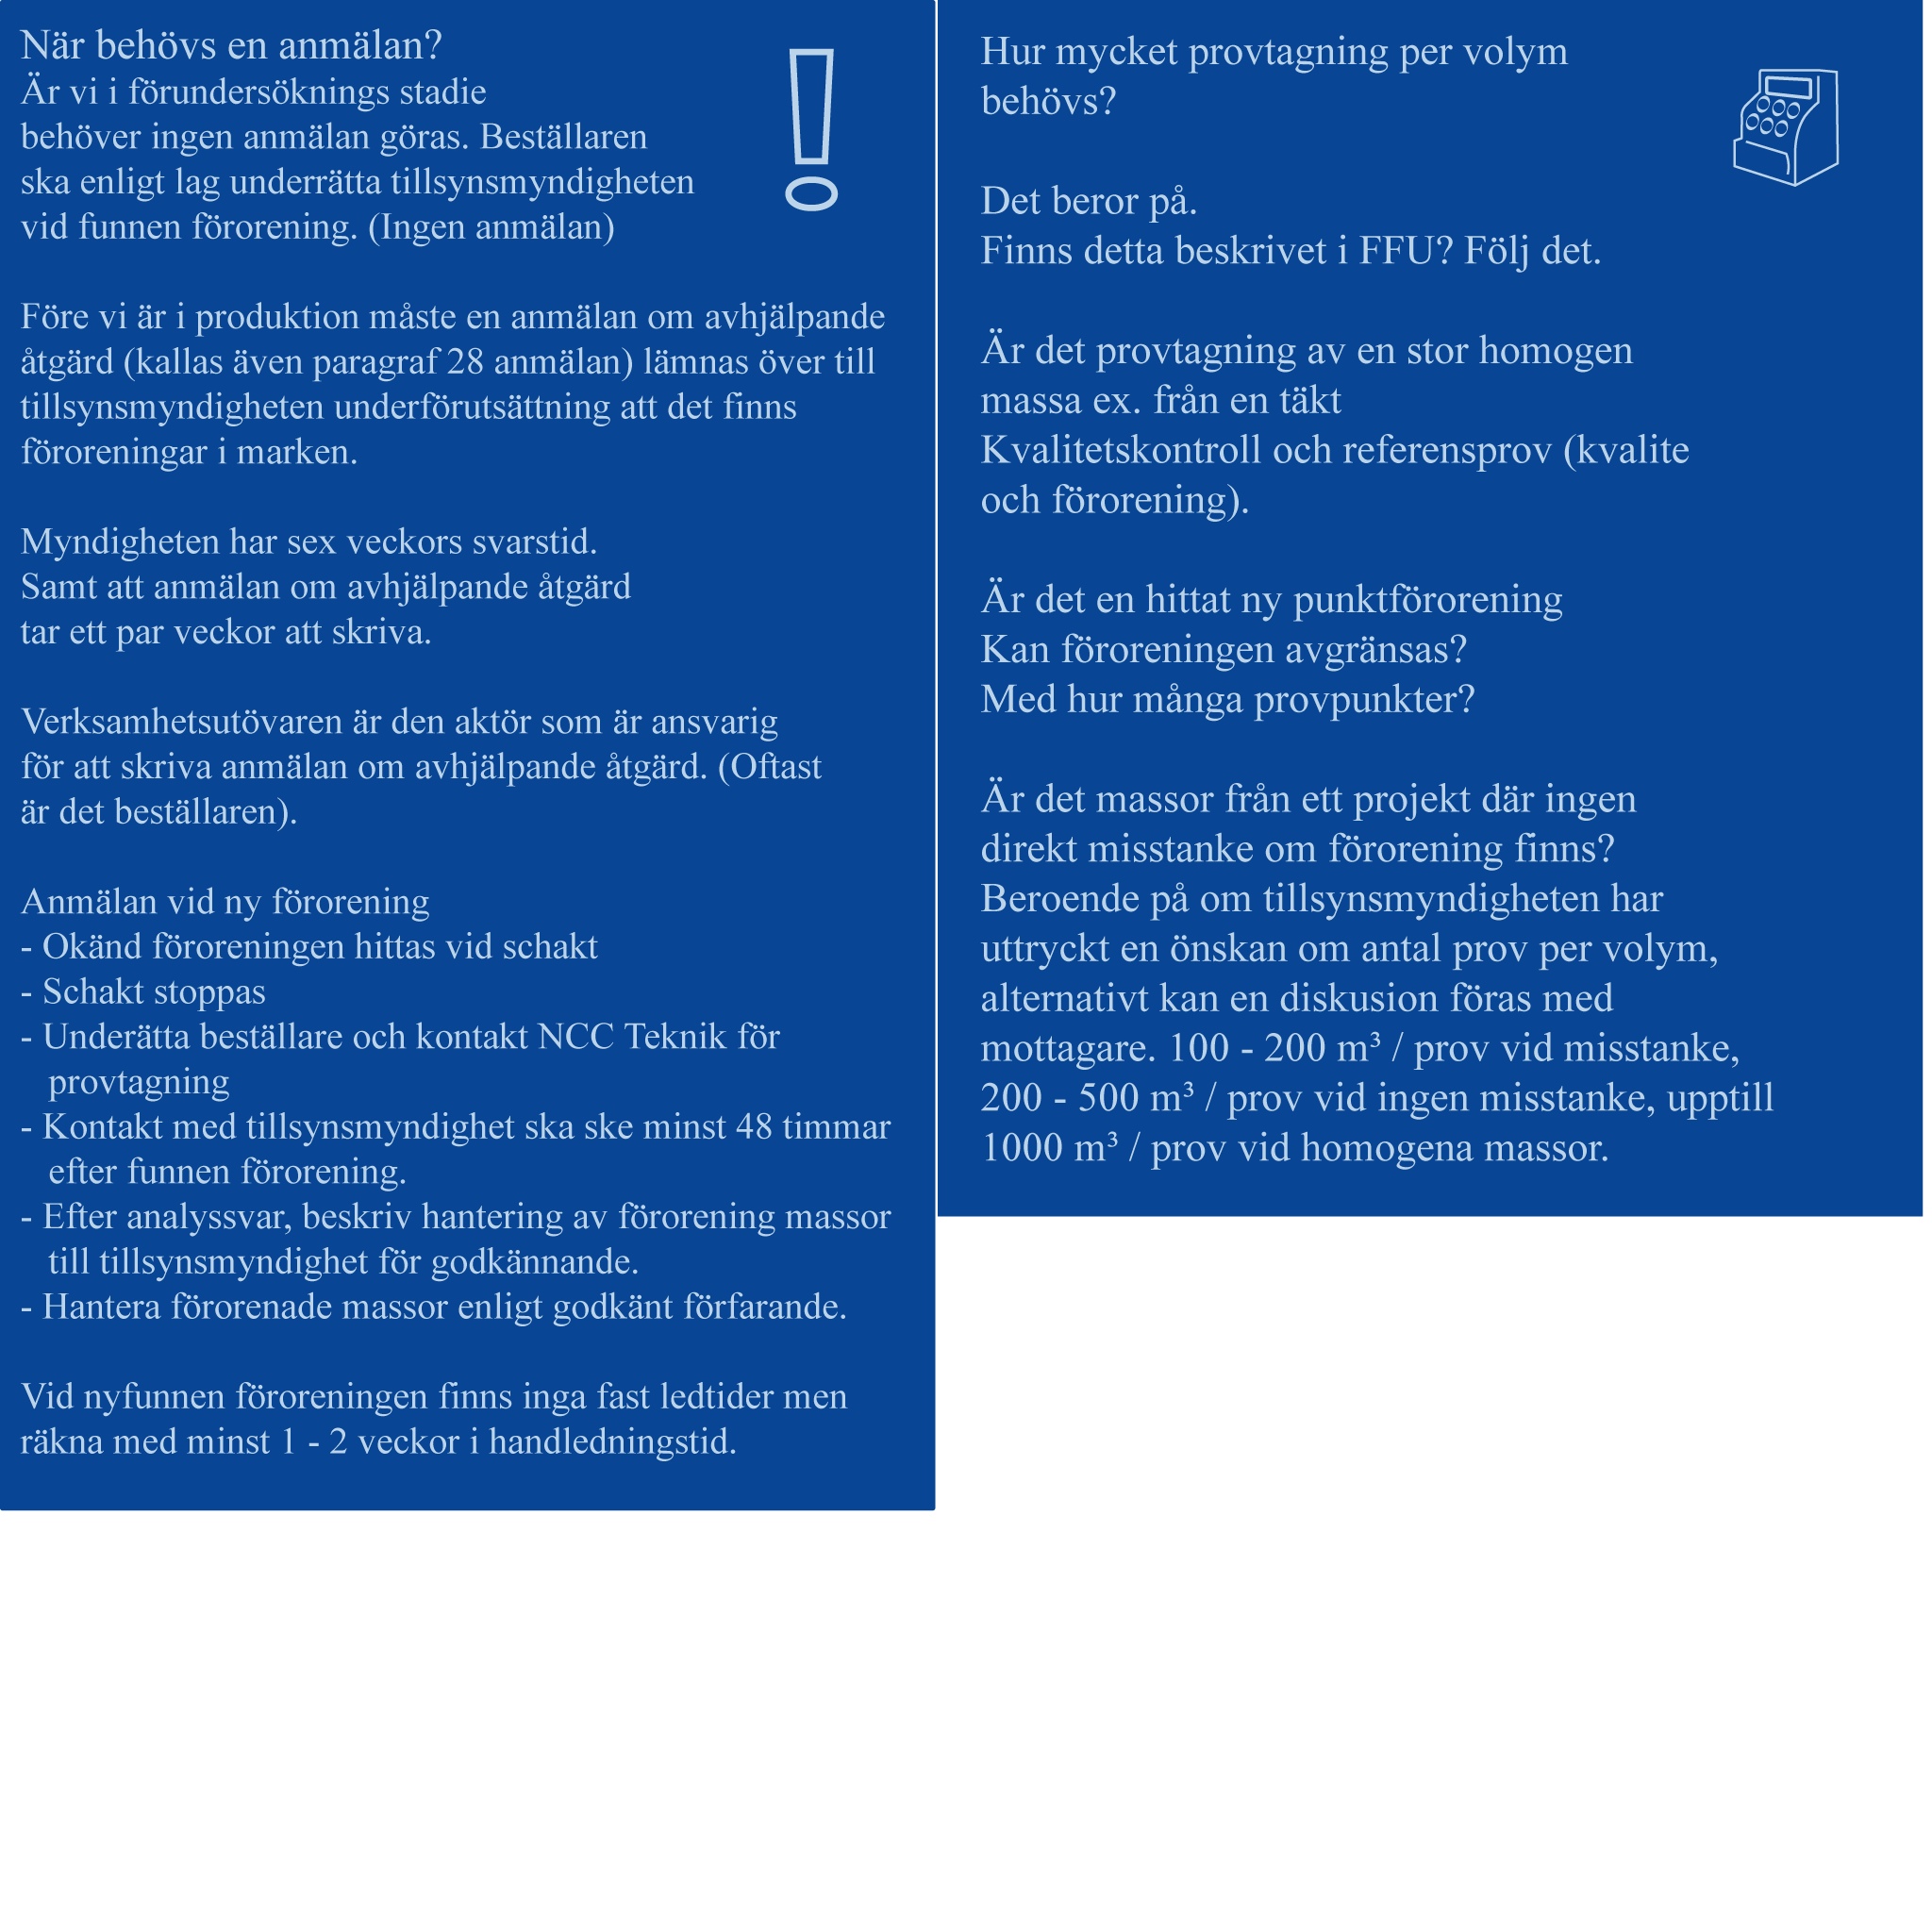 När behövs en anmälan?
Är vi i förundersöknings stadie
behöver ingen anmälan göras. Beställaren
ska enligt lag underrätta tillsynsmyndigheten
vid funnen förorening. (Ingen anmälan)
Före vi är i produktion måste en anmälan om avhjälpande
åtgärd (kallas även paragraf 28 anmälan) lämnas över till
tillsynsmyndigheten underförutsättning att det finns
föroreningar i marken.
Myndigheten har sex veckors svarstid.
Samt att anmälan om avhjälpande åtgärd
tar ett par veckor att skriva.
Verksamhetsutövaren är den aktör som är ansvarig
för att skriva anmälan om avhjälpande åtgärd. (Oftast
är det beställaren).
Anmälan vid ny förorening
- Okänd föroreningen hittas vid schakt
- Schakt stoppas
- Underätta beställare och kontakt NCC Teknik för
provtagning
- Kontakt med tillsynsmyndighet ska ske minst 48 timmar
efter funnen förorening.
- Efter analyssvar, beskriv hantering av förorening massor
till tillsynsmyndighet för godkännande.
- Hantera förorenade massor enligt godkänt förfarande.
Vid nyfunnen föroreningen finns inga fast ledtider men
räkna med minst 1 - 2 veckor i handledningstid.
Hur mycket provtagning per volym
behövs?
Det beror på.
Finns detta beskrivet i FFU? Följ det.
Är det provtagning av en stor homogen
massa ex. från en täkt
Kvalitetskontroll och referensprov (kvalite
och förorening).
Är det en hittat ny punktförorening
Kan föroreningen avgränsas?
Med hur många provpunkter?
Är det massor från ett projekt där ingen
direkt misstanke om förorening finns?
Beroende på om tillsynsmyndigheten har
uttryckt en önskan om antal prov per volym,
alternativt kan en diskusion föras med
mottagare. 100 - 200 m³ / prov vid misstanke,
200 - 500 m³ / prov vid ingen misstanke, upptill
1000 m³ / prov vid homogena massor.